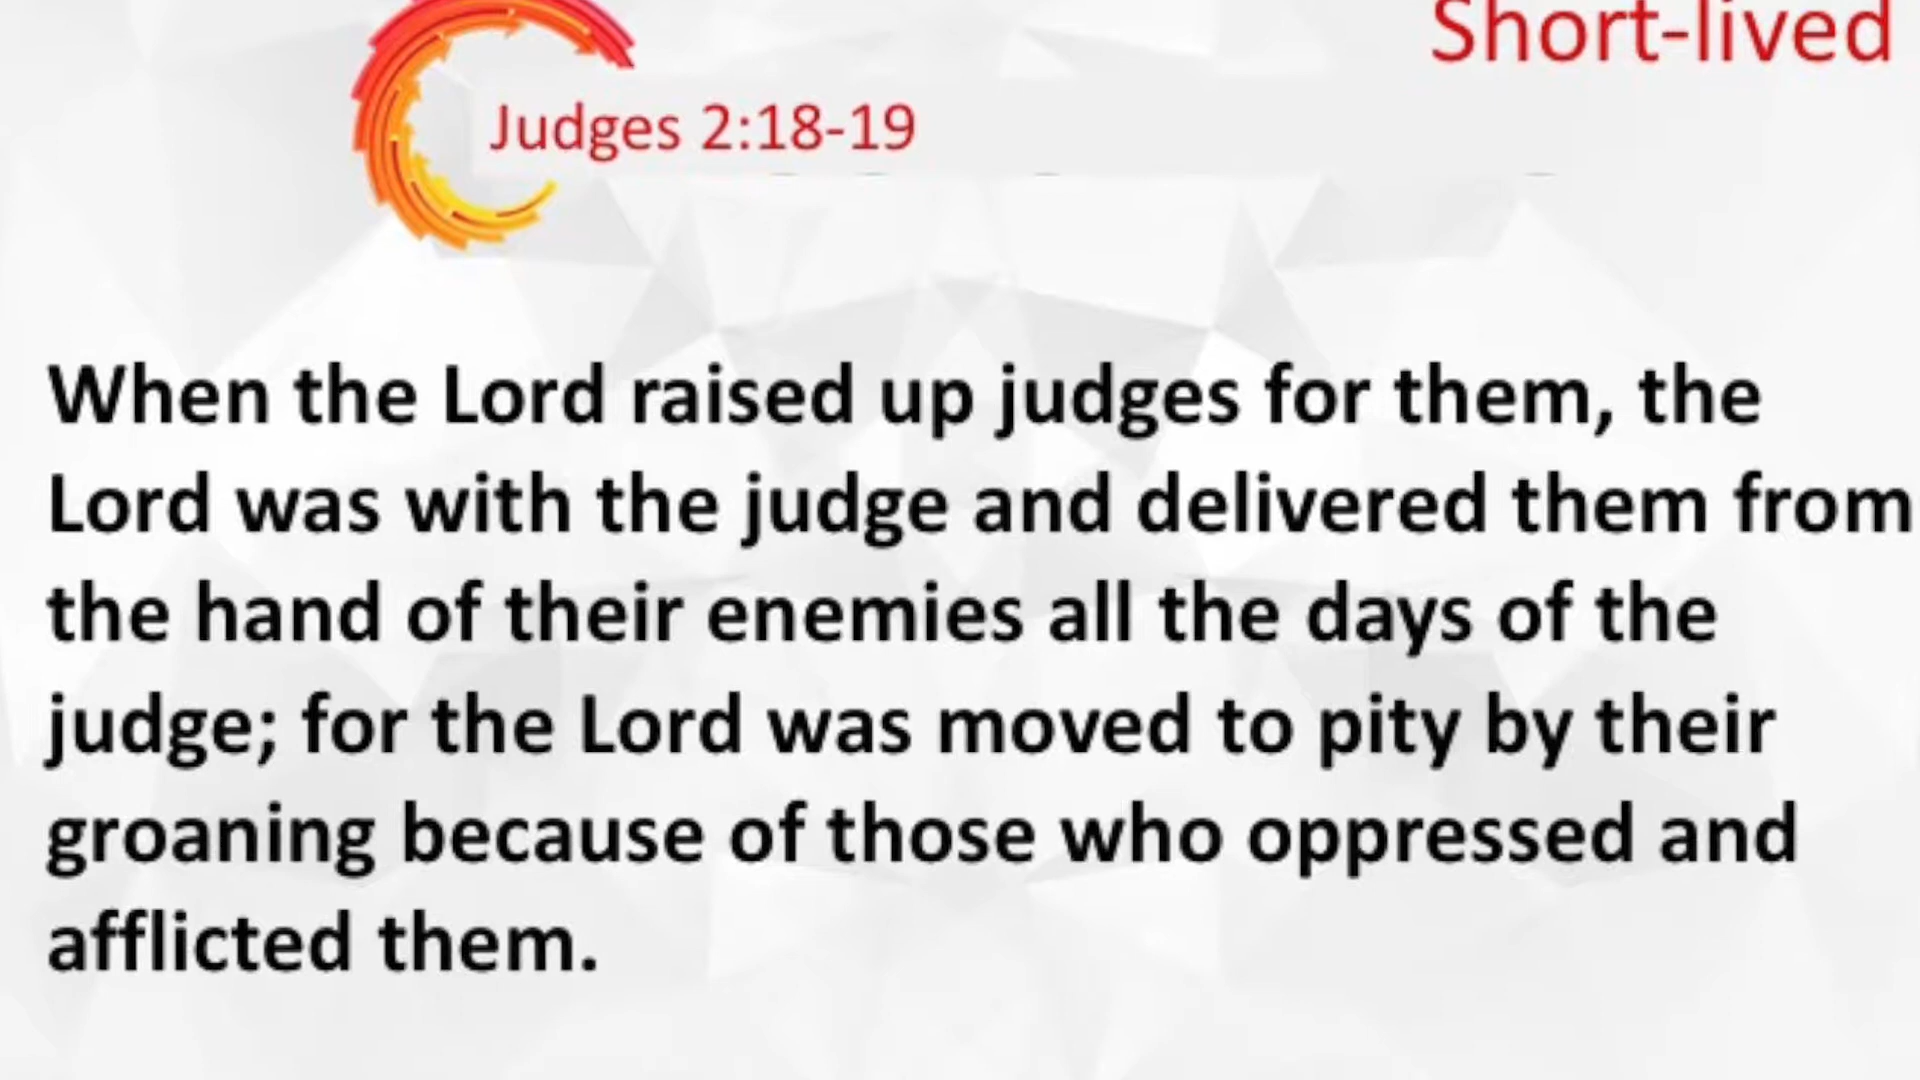 Short-lived
Judges 2:18-19
When the Lord raised up judges for them, the
Lord was with the judge and delivered them from
the hand of their enemies all the days of the
judge; for the Lord was moved to pity by their
groaning because of those who oppressed and
afflicted them.